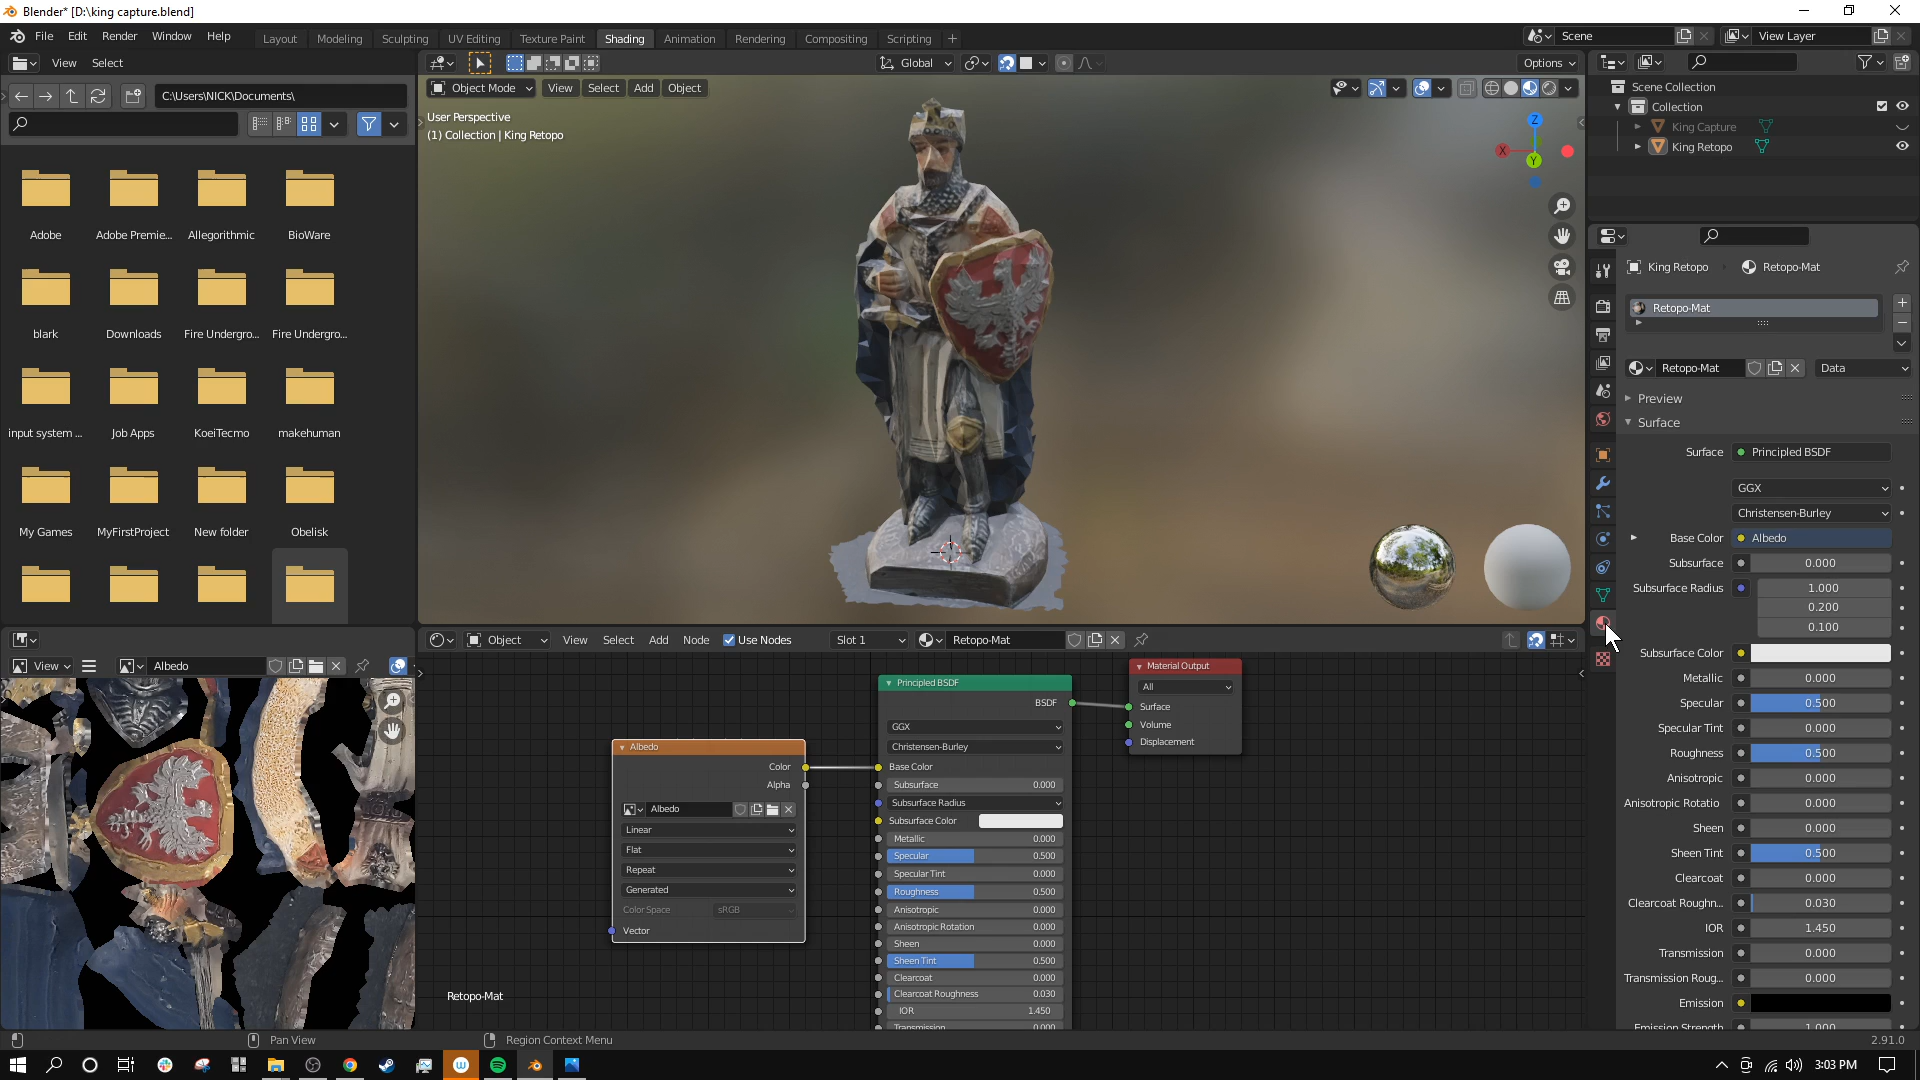 Blender* [D:\king capture.blend]
File Edit Render Window Help
Layout Modeling Sculpting UV Editing Texture Paint Shading Animation Rendering Compositing Scripting +
Scene
View Layer
View Select
Global
Options
C:\Users\NICK\Documents\
Object Mode View Select Add Object
User Perspective
(1) Collection | King Retopo
Z
X
Y
Scene Collection
Collection
King Capture
King Retopo
Adobe
Adobe Premie...
Allegorithmic
BioWare
blark
Downloads
Fire Undergro...
Fire Undergro...
input system ...
Job Apps
KoeiTecmo
makehuman
My Games
MyFirstProject
New folder
Obelisk
King Retopo
Retopo-Mat
Retopo-Mat
Retopo-Mat
Data
Preview
Surface
Surface Principled BSDF
GGX
Christensen-Burley
Base Color Albedo
Subsurface 0.000
Subsurface Radius 1.000
0.200
0.100
Subsurface Color
Metallic 0.000
Specular 0.500
Specular Tint 0.000
Roughness 0.500
Anisotropic 0.000
Anisotropic Rotatio 0.000
Sheen 0.000
Sheen Tint 0.500
Clearcoat 0.000
Clearcoat Roughn... 0.030
IOR 1.450
Transmission 0.000
Transmission Roug... 0.000
Emission
Emission Strength 1.000
View
Albedo
Object View Select Add Node Use Nodes Slot 1 Retopo-Mat
Albedo
Color
Alpha
Albedo
Linear
Flat
Repeat
Generated
Color Space sRGB
Vector
Principled BSDF
BSDF
GGX
Christensen-Burley
Base Color
Subsurface 0.000
Subsurface Radius
Subsurface Color
Metallic 0.000
Specular 0.500
Specular Tint 0.000
Roughness 0.500
Anisotropic 0.000
Anisotropic Rotation 0.000
Sheen 0.000
Sheen Tint 0.500
Clearcoat 0.000
Clearcoat Roughness 0.030
IOR 1.450
Transmission 0.000
Material Output
All
Surface
Volume
Displacement
Retopo-Mat
Pan View
Region Context Menu
2.91.0
3:03 PM